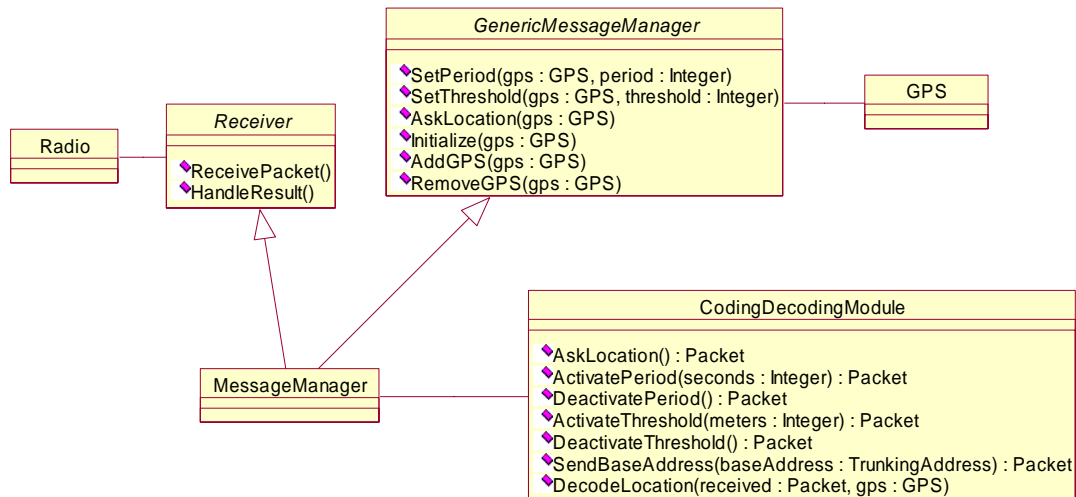 GenericMessageManager
SetPeriod(gps : GPS, period : Integer)
SetThreshold(gps : GPS, threshold : Integer)
AskLocation(gps : GPS)
Initialize(gps : GPS)
AddGPS(gps : GPS)
RemoveGPS(gps : GPS)
GPS
Receiver
ReceivePacket()
HandleResult()
Radio
MessageManager
CodingDecodingModule
AskLocation() : Packet
ActivatePeriod(seconds : Integer) : Packet
DeactivatePeriod() : Packet
ActivateThreshold(meters : Integer) : Packet
DeactivateThreshold() : Packet
SendBaseAddress(baseAddress : TrunkingAddress) : Packet
DecodeLocation(received : Packet, gps : GPS)